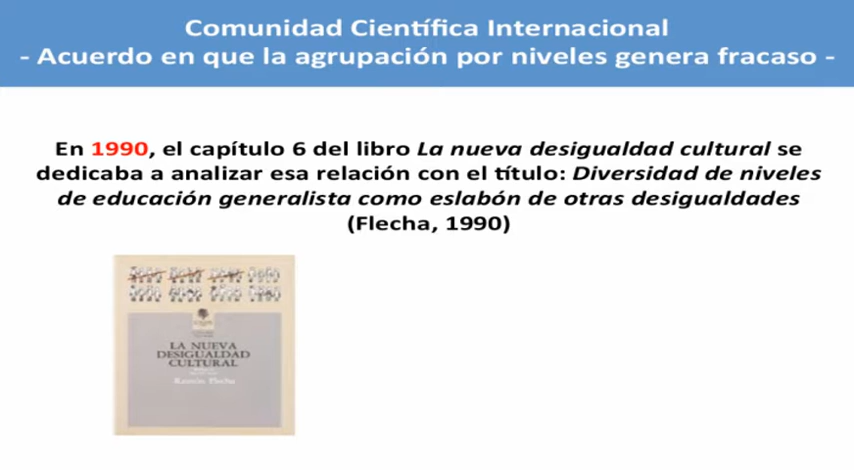 Comunidad Científica Internacional
- Acuerdo en que la agrupación por niveles genera fracaso -
En 1990, el capítulo 6 del libro La nueva desigualdad cultural se
dedicaba a analizar esa relación con el título: Diversidad de niveles
de educación generalista como eslabón de otras desigualdades
(Flecha, 1990)
LA NUEVA
DESIGUALDAD
CULTURAL
Ramón Flecha